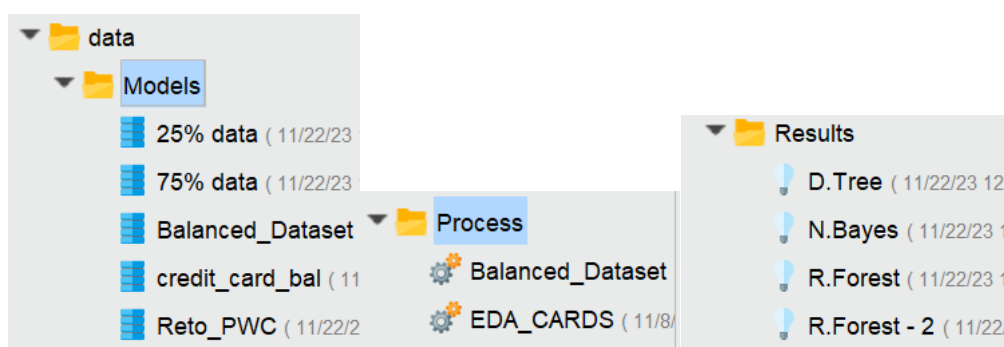 data
Models
25% data ( 11/22/23
75% data ( 11/22/23
Balanced_Dataset
credit_card_bal ( 11
Reto_PWC ( 11/22/2
Process
Balanced_Dataset
EDA_CARDS ( 11/8/
Results
D.Tree ( 11/22/23 12
N.Bayes ( 11/22/23 1
R.Forest ( 11/22/23 1
R.Forest - 2 ( 11/22/